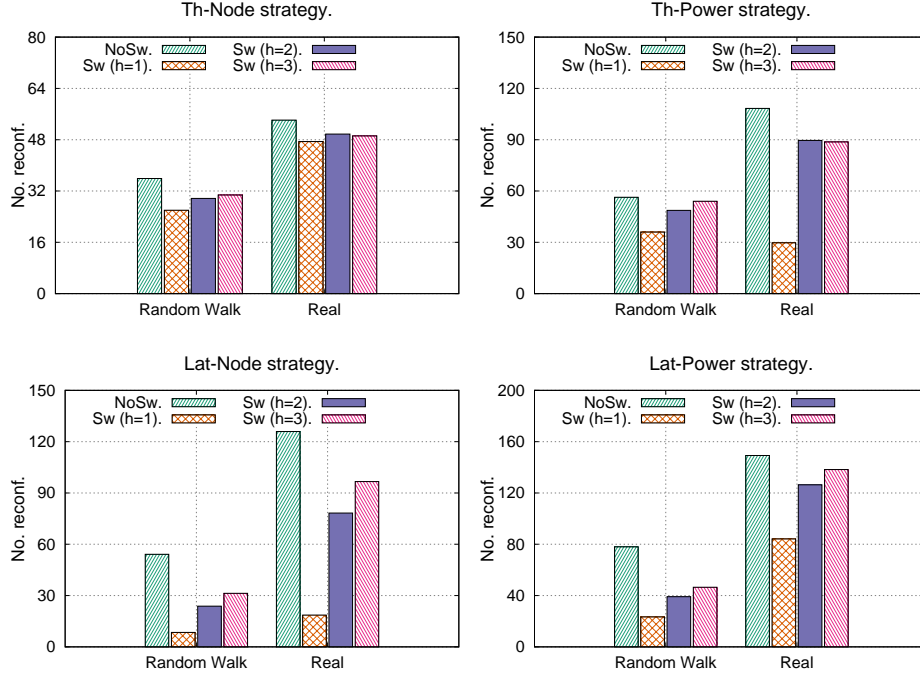 Th-Node strategy.
80
64
48
32
16
0
No. reconf.
NoSw.
Sw (h=1).
Sw (h=2).
Sw (h=3).
Random Walk
Real
Th-Power strategy.
150
120
90
60
30
0
No. reconf.
NoSw.
Sw (h=1).
Sw (h=2).
Sw (h=3).
Random Walk
Real
Lat-Node strategy.
150
120
90
60
30
0
No. reconf.
NoSw.
Sw (h=1).
Sw (h=2).
Sw (h=3).
Random Walk
Real
Lat-Power strategy.
200
160
120
80
40
0
No. reconf.
NoSw.
Sw (h=1).
Sw (h=2).
Sw (h=3).
Random Walk
Real